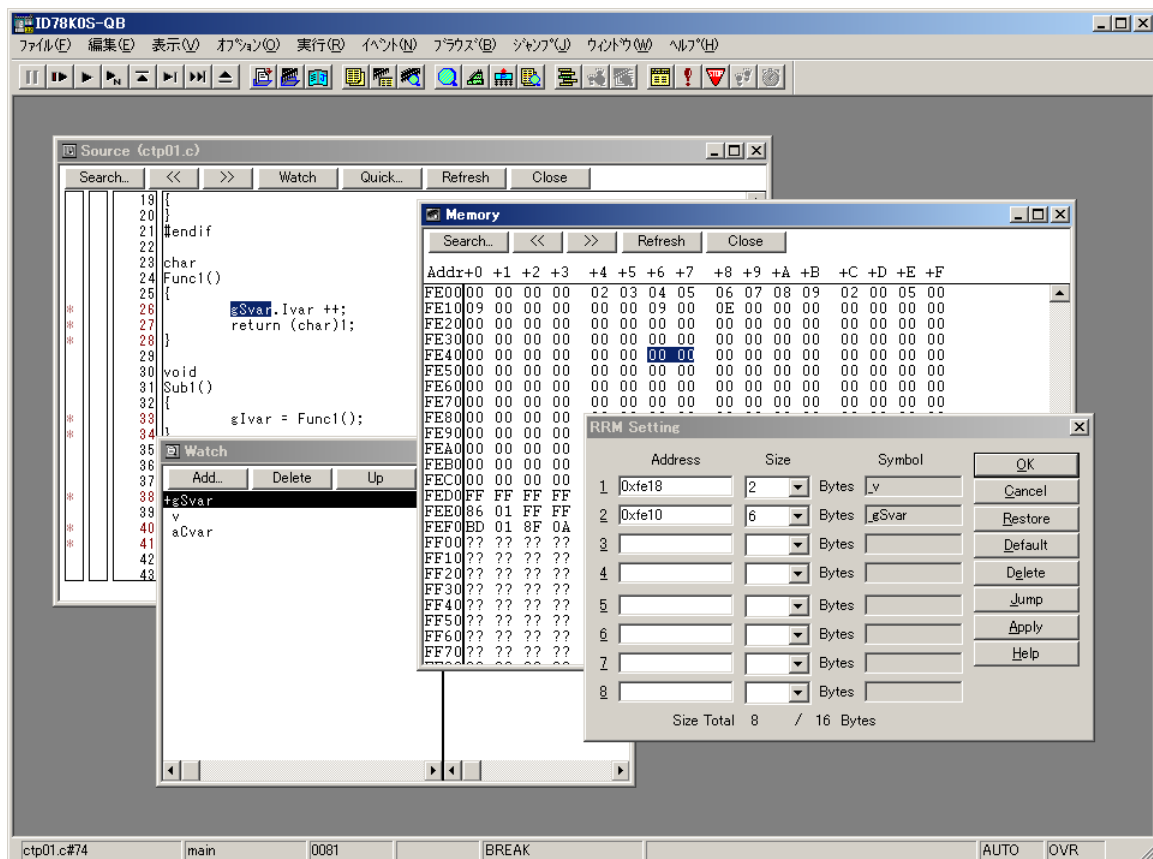 ID78K0S-QB
ﾌｧｲﾙ(F) 編集(E) 表示(V) ｵﾌﾟｼｮﾝ(O) 実行(R) ｲﾍﾞﾝﾄ(N) ﾌﾞﾗｳｽﾞ(B) ｼﾞｬﾝﾌﾟ(J) ｳｨﾝﾄﾞｳ(W) ﾍﾙﾌﾟ(H)
Source (ctp01.c)
Search... << >> Watch Quick... Refresh Close
19 {
20 }
21 #endif
22
23 char
24 Func1()
25 {
* 26 gSvar.Ivar ++;
* 27 return (char)1;
* 28 }
29
30 void
31 Sub1()
32 {
* 33 gIvar = Func1();
* 34 }
35
36
37
* 38
39
* 40
* 41
42
43
Memory
Search... << >> Refresh Close
Addr +0 +1 +2 +3 +4 +5 +6 +7 +8 +9 +A +B +C +D +E +F
FE00 00 00 00 00 02 03 04 05 06 07 08 09 02 00 05 00
FE10 09 00 00 00 00 00 09 00 0E 00 00 00 00 00 00 00
FE20 00 00 00 00 00 00 00 00 00 00 00 00 00 00 00 00
FE30 00 00 00 00 00 00 00 00 00 00 00 00 00 00 00 00
FE40 00 00 00 00 00 00 00 00 00 00 00 00 00 00 00 00
FE50 00 00 00 00 00 00 00 00 00 00 00 00 00 00 00 00
FE60 00 00 00 00 00 00 00 00 00 00 00 00 00 00 00 00
FE70 00 00 00 00 00 00 00 00 00 00 00 00 00 00 00 00
FE80 00 00 00 00
FE90 00 00 00 00
FEA0 00 00 00 00
FEB0 00 00 00 00
FEC0 00 00 00 00
FED0 FF FF FF FF
FEE0 86 01 FF FF
FEF0 BD 01 8F 0A
FF00 ?? ?? ?? ??
FF10 ?? ?? ?? ??
FF20 ?? ?? ?? ??
FF30 ?? ?? ?? ??
FF40 ?? ?? ?? ??
FF50 ?? ?? ?? ??
FF60 ?? ?? ?? ??
FF70 ?? ?? ?? ??
Watch
Add... Delete Up
+gSvar
v
aCvar
RRM Setting
Address Size Symbol
1 0xfe18 2 Bytes _v
2 0xfe10 6 Bytes _gSvar
3 Bytes
4 Bytes
5 Bytes
6 Bytes
7 Bytes
8 Bytes
Size Total 8 / 16 Bytes
OK
Cancel
Restore
Default
Delete
Jump
Apply
Help
ctp01.c#74 main 0081 BREAK AUTO OVR